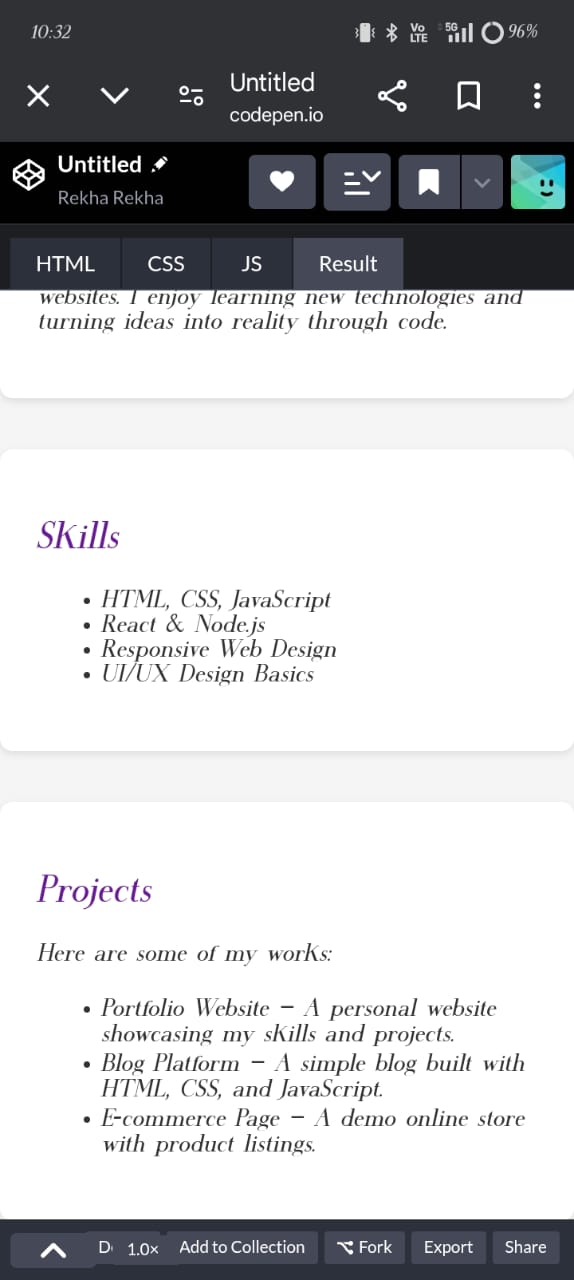 10:32
Vo
LTE
5G
96%
Untitled
codepen.io
Untitled
Rekha Rekha
HTML
CSS
JS
Result
websites. I enjoy learning new technologies and
turning ideas into reality through code.
Skills
• HTML, CSS, JavaScript
• React & Node.js
• Responsive Web Design
• UI/UX Design Basics
Projects
Here are some of my works:
• Portfolio Website – A personal website
showcasing my skills and projects.
• Blog Platform – A simple blog built with
HTML, CSS, and JavaScript.
• E-commerce Page – A demo online store
with product listings.
1.0×
Add to Collection
Fork
Export
Share